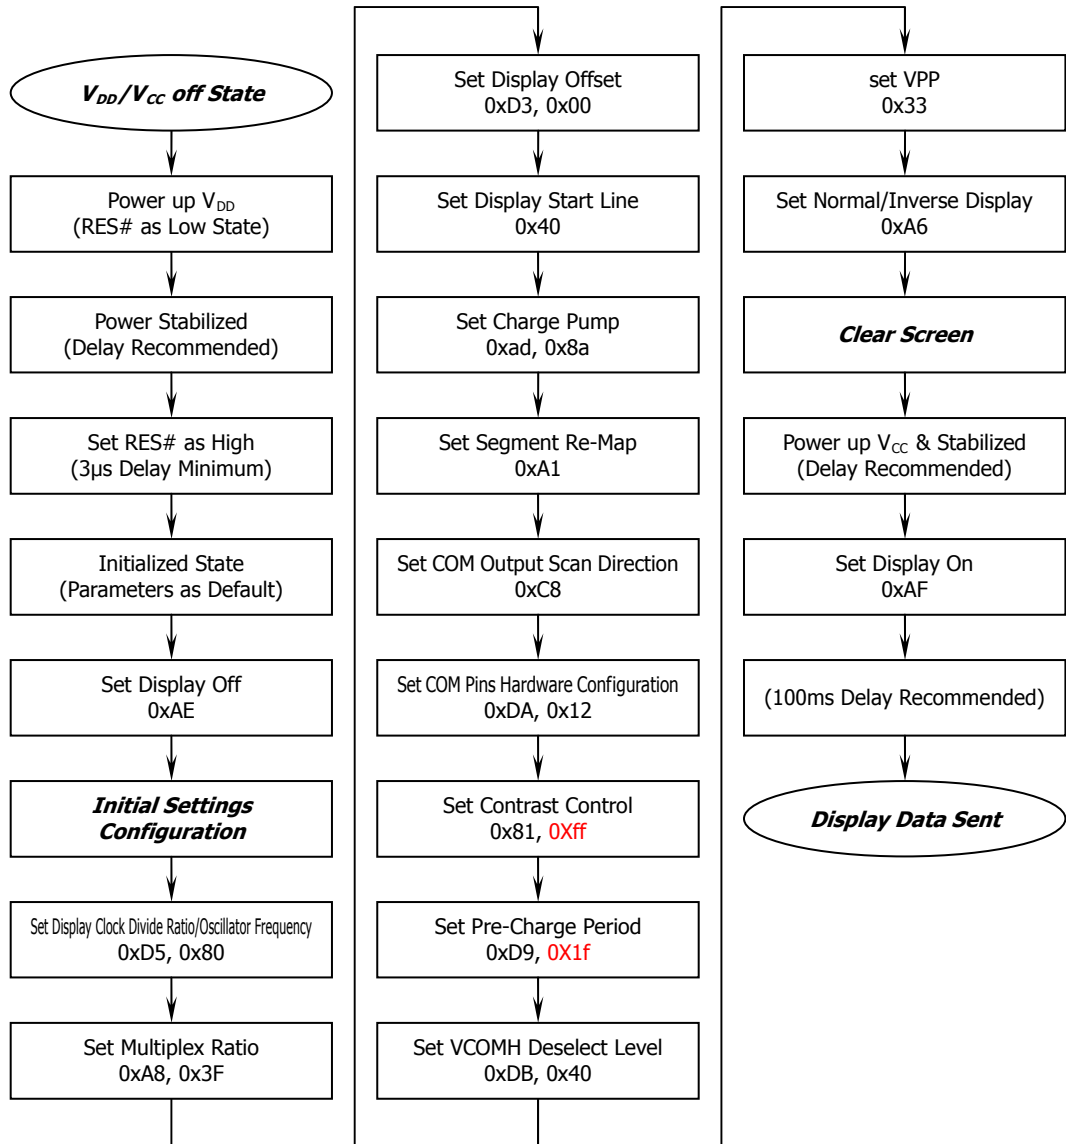 V_DD/V_CC off State
Power up V_DD
(RES# as Low State)
Power Stabilized
(Delay Recommended)
Set RES# as High
(3μs Delay Minimum)
Initialized State
(Parameters as Default)
Set Display Off
0xAE
Initial Settings
Configuration
Set Display Clock Divide Ratio/Oscillator Frequency
0xD5, 0x80
Set Multiplex Ratio
0xA8, 0x3F
Set Display Offset
0xD3, 0x00
Set Display Start Line
0x40
Set Charge Pump
0xad, 0x8a
Set Segment Re-Map
0xA1
Set COM Output Scan Direction
0xC8
Set COM Pins Hardware Configuration
0xDA, 0x12
Set Contrast Control
0x81, 0Xff
Set Pre-Charge Period
0xD9, 0X1f
Set VCOMH Deselect Level
0xDB, 0x40
set VPP
0x33
Set Normal/Inverse Display
0xA6
Clear Screen
Power up V_CC & Stabilized
(Delay Recommended)
Set Display On
0xAF
(100ms Delay Recommended)
Display Data Sent